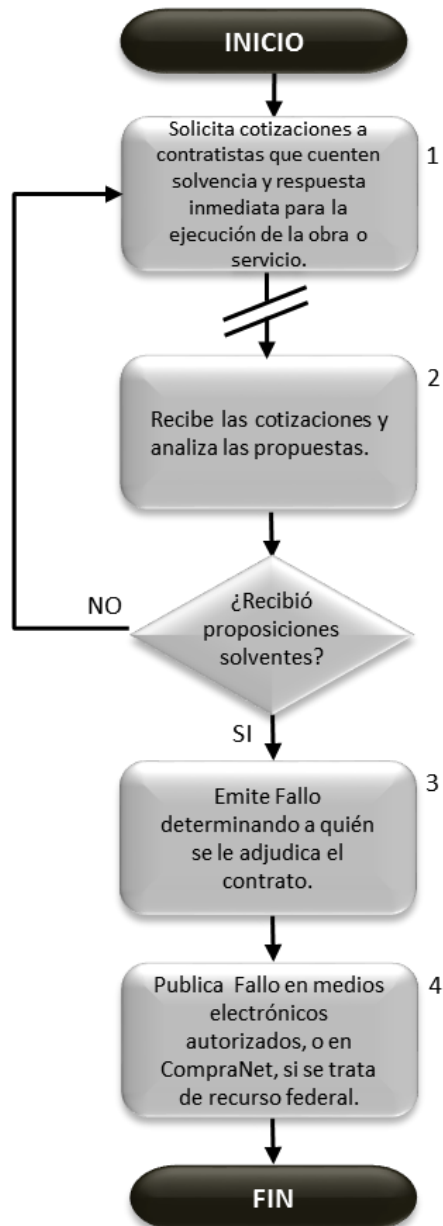 INICIO
Solicita cotizaciones a
contratistas que cuenten
solvencia y respuesta
inmediata para la
ejecución de la obra o
servicio.
1
2
Recibe las cotizaciones y
analiza las propuestas.
¿Recibió
proposiciones
solventes?
NO
SI
3
Emite Fallo
determinando a quién
se le adjudica el
contrato.
4
Publica Fallo en medios
electrónicos
autorizados, o en
CompraNet, si se trata
de recurso federal.
FIN